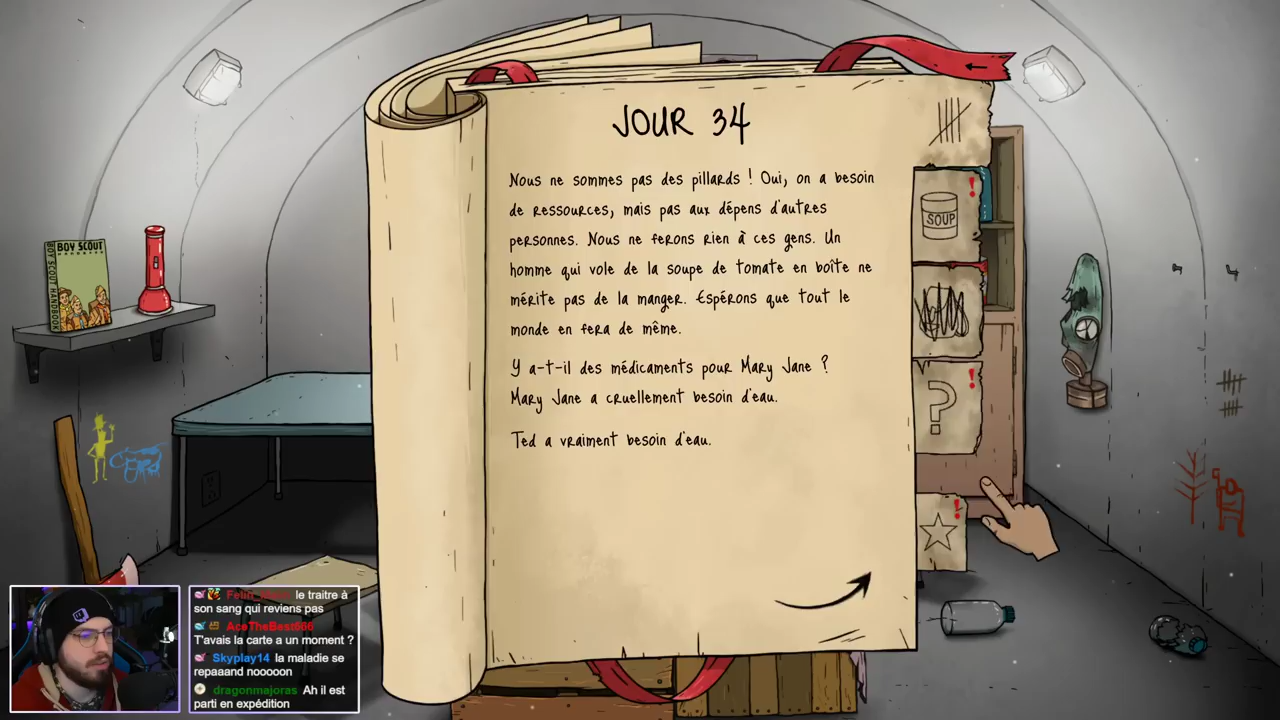 JOUR 34
Nous ne sommes pas des pillards ! Oui, on a besoin
de ressources, mais pas aux dépens d'autres
personnes. Nous ne ferons rien à ces gens. Un
homme qui vole de la soupe de tomate en boîte ne
mérite pas de la manger. Espérons que tout le
monde en fera de même.
Y a-t-il des médicaments pour Mary Jane ?
Mary Jane a cruellement besoin d'eau.
Ted a vraiment besoin d'eau.
SOUP
?
BOY SCOUT
BOY SCOUT HANDBOOK
le traitre à
son sang qui reviens pas
AceTheBast666
T'avais la carte a un moment ?
Skyplay14 la maladie se
repaaand nooooon
dragonmajoras Ah il est
parti en expédition